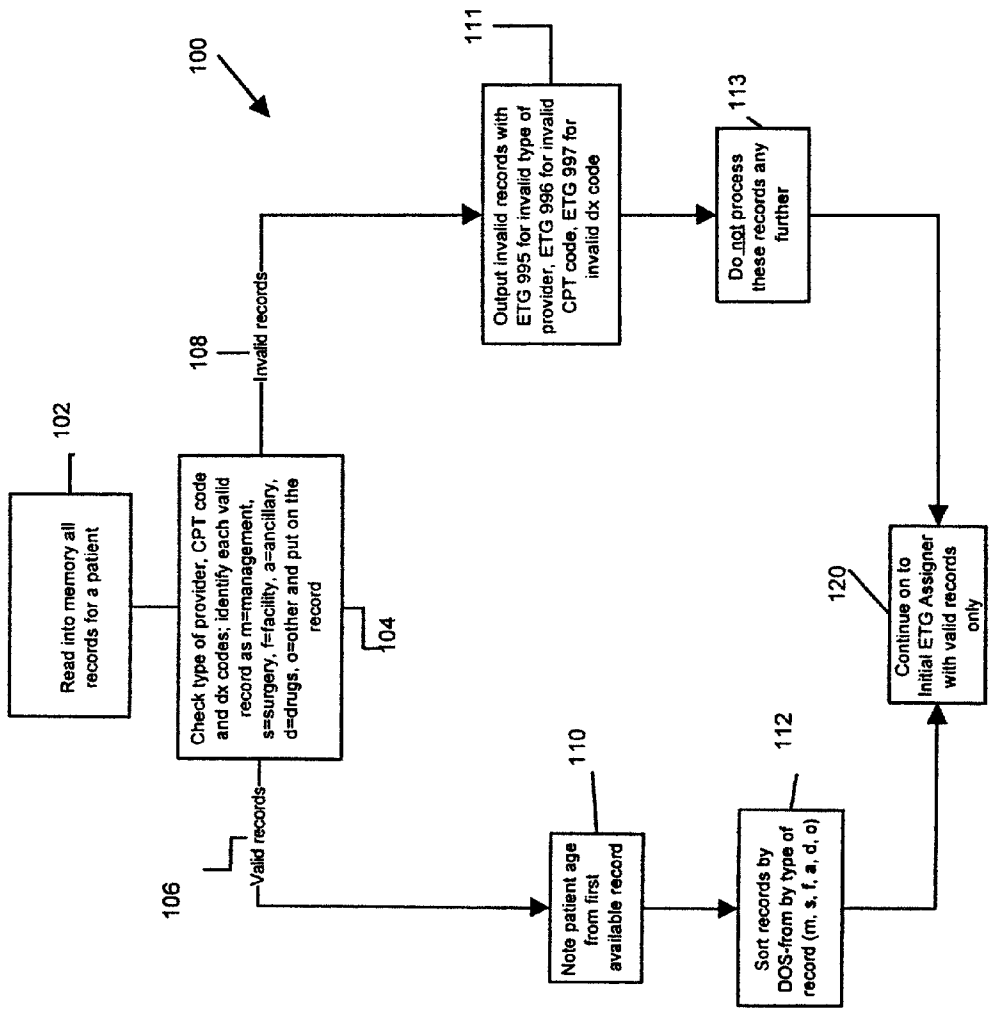 100
Read into memory all
records for a patient
102
Check type of provider, CPT code
and dx codes; identify each valid
record as m=management,
s=surgery, f=facility, a=ancillary,
d=drugs, o=other and put on the
record
104
106
Valid records
108
Invalid records
110
Note patient age
from first
available record
112
Sort records by
DOS-from by type of
record (m, s, f, a, d, o)
111
Output invalid records with
ETG 995 for invalid type of
provider, ETG 996 for invalid
CPT code, ETG 997 for
invalid dx code
113
Do not process
these records any
further
120
Continue on to
Initial ETG Assigner
with valid records
only